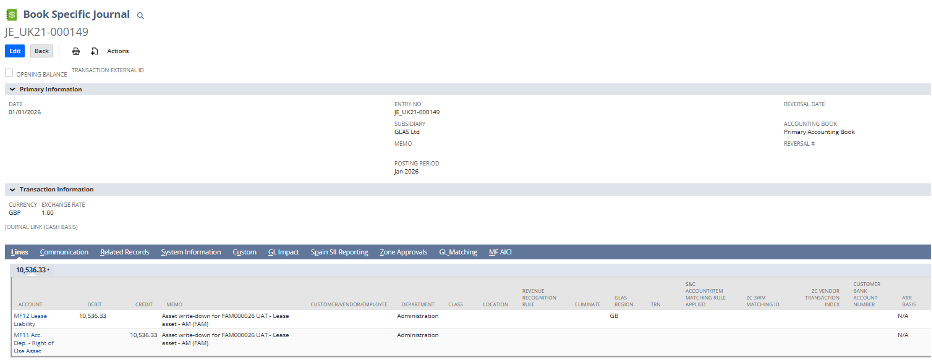 Book Specific Journal
JE_UK21-000149
Edit Back Actions
OPENING BALANCE TRANSACTION EXTERNAL ID
Primary Information
DATE
01/01/2026
ENTRY NO.
JE_UK21-000149
SUBSIDIARY
GLAS Ltd
MEMO
POSTING PERIOD
Jan 2026
REVERSAL DATE
ACCOUNTING BOOK
Primary Accounting Book
REVERSAL #
Transaction Information
CURRENCY EXCHANGE RATE
GBP 1.00
JOURNAL LINK (CASH BASIS)
Lines Communication Related Records System Information Custom GL Impact Spain SII Reporting Zone Approvals GL Matching MF AICI
10,536.33 •
ACCOUNT DEBIT CREDIT MEMO CUSTOMER/VENDOR/EMPLOYEE DEPARTMENT CLASS LOCATION REVENUE RECOGNITION RULE ELIMINATE GLAS REGION TRN S&C ACCOUNT/ITEM MATCHING RULE APPLIED ZC 3WM MATCHING ID ZC VENDOR TRANSACTION INDEX CUSTOMER BANK ACCOUNT NUMBER ARR BASIS
MF12 Lease Liability 10,536.33 Asset write-down for FAM000026 UAT - Lease asset - AM (FAM) Administration GB N/A
MF11 Acc. Dep. - Right of Use Asset 10,536.33 Asset write-down for FAM000026 UAT - Lease asset - AM (FAM) Administration N/A